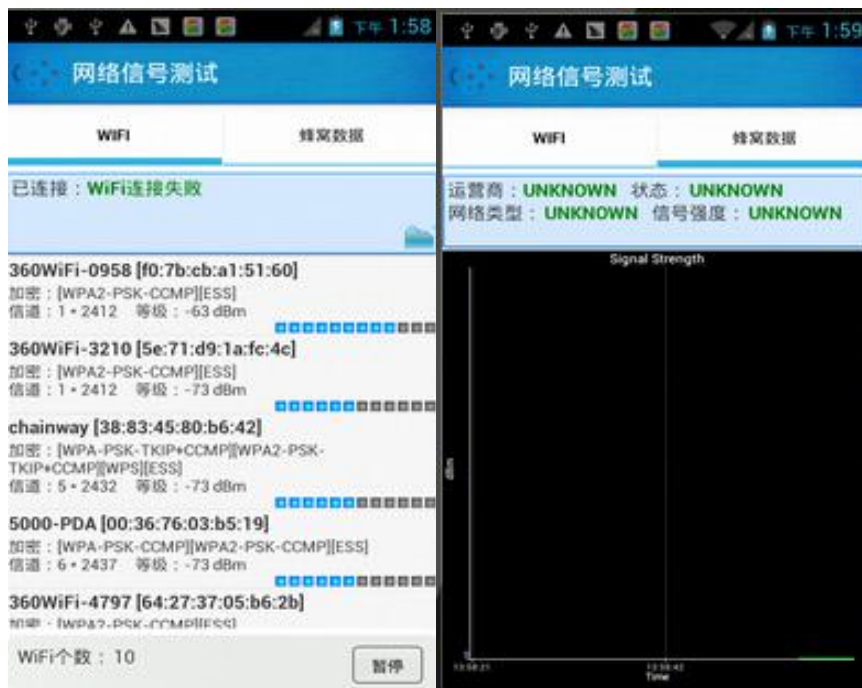 下午 1:58
网络信号测试
WIFI 蜂窝数据
已连接：WiFi连接失败
360WiFi-0958 [f0:7b:cb:a1:51:60]
加密：[WPA2-PSK-CCMP][ESS]
信道：1・2412 等级：-63 dBm
360WiFi-3210 [5e:71:d9:1a:fc:4c]
加密：[WPA2-PSK-CCMP][ESS]
信道：1・2412 等级：-73 dBm
chainway [38:83:45:80:b6:42]
加密：[WPA-PSK-TKIP+CCMP][WPA2-PSK-
TKIP+CCMP][WPS][ESS]
信道：5・2432 等级：-73 dBm
5000-PDA [00:36:76:03:b5:19]
加密：[WPA-PSK-CCMP][WPA2-PSK-CCMP][ESS]
信道：6・2437 等级：-73 dBm
360WiFi-4797 [64:27:37:05:b6:2b]
加密：[WPA2-PSK-CCMP][ESS]
WiFi个数：10
暂停
下午 1:59
网络信号测试
WIFI 蜂窝数据
运营商：UNKNOWN 状态：UNKNOWN
网络类型：UNKNOWN 信号强度：UNKNOWN
Signal Strength
dBm
Time